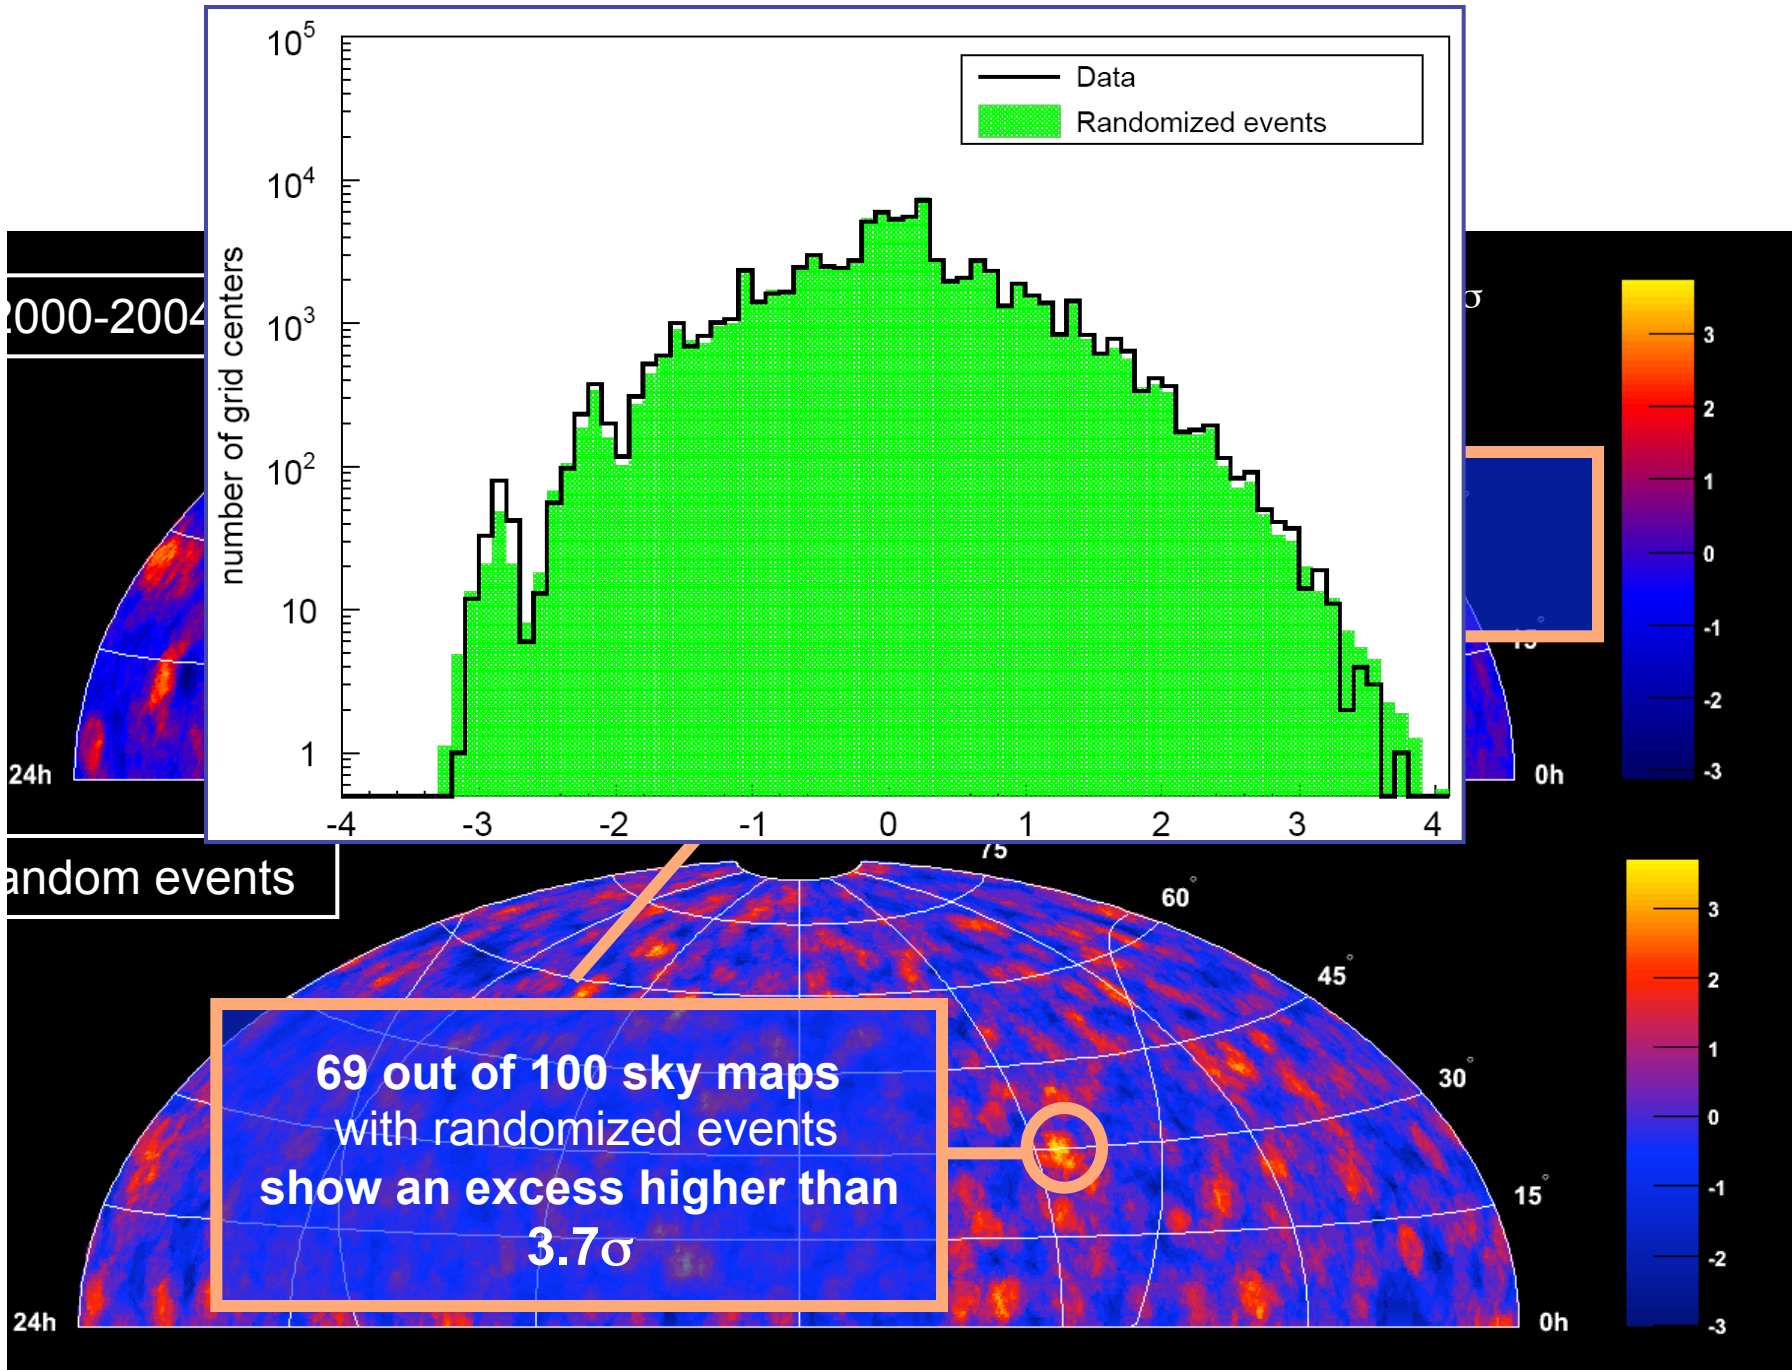 10^5
10^4
10^3
10^2
10
1
number of grid centers
Data
Randomized events
-4 -3 -2 -1 0 1 2 3 4
2000-2004
σ
3
2
1
0
-1
-2
-3
15°
24h
0h
andom events
75
60°
45°
30°
15°
24h
0h
69 out of 100 sky maps
with randomized events
show an excess higher than
3.7σ
3
2
1
0
-1
-2
-3